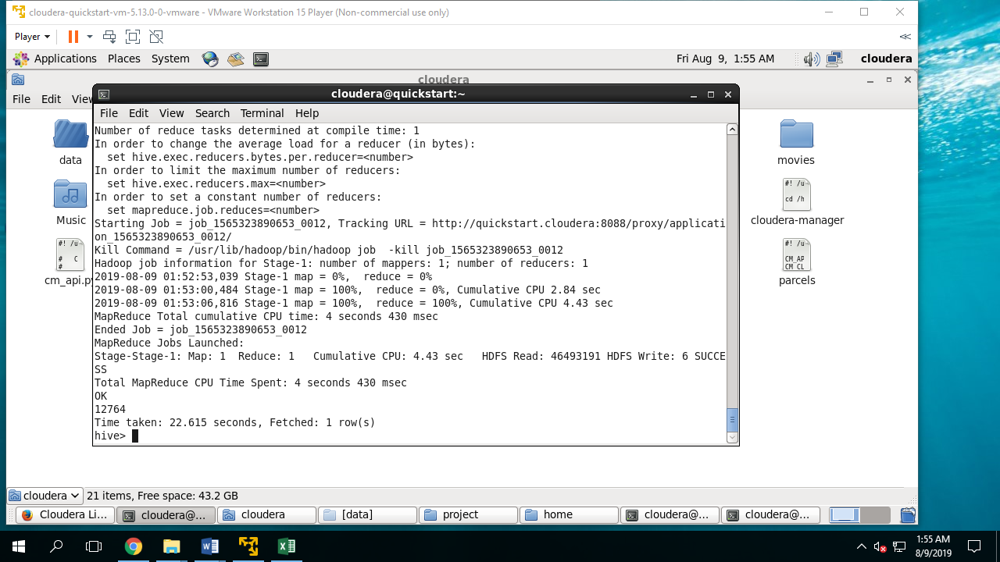 cloudera-quickstart-vm-5.13.0-0-vmware - VMware Workstation 15 Player (Non-commercial use only)
Player
Applications Places System Fri Aug 9, 1:55 AM cloudera
cloudera
File Edit View
cloudera@quickstart:~
File Edit View Search Terminal Help
Number of reduce tasks determined at compile time: 1
In order to change the average load for a reducer (in bytes):
  set hive.exec.reducers.bytes.per.reducer=<number>
In order to limit the maximum number of reducers:
  set hive.exec.reducers.max=<number>
In order to set a constant number of reducers:
  set mapreduce.job.reduces=<number>
Starting Job = job_1565323890653_0012, Tracking URL = http://quickstart.cloudera:8088/proxy/applicati
on_1565323890653_0012/
Kill Command = /usr/lib/hadoop/bin/hadoop job  -kill job_1565323890653_0012
Hadoop job information for Stage-1: number of mappers: 1; number of reducers: 1
2019-08-09 01:52:53,039 Stage-1 map = 0%,  reduce = 0%
2019-08-09 01:53:00,484 Stage-1 map = 100%,  reduce = 0%, Cumulative CPU 2.84 sec
2019-08-09 01:53:06,816 Stage-1 map = 100%,  reduce = 100%, Cumulative CPU 4.43 sec
MapReduce Total cumulative CPU time: 4 seconds 430 msec
Ended Job = job_1565323890653_0012
MapReduce Jobs Launched:
Stage-Stage-1: Map: 1  Reduce: 1   Cumulative CPU: 4.43 sec   HDFS Read: 46493191 HDFS Write: 6 SUCCE
SS
Total MapReduce CPU Time Spent: 4 seconds 430 msec
OK
12764
Time taken: 22.615 seconds, Fetched: 1 row(s)
hive>
data
Music
#! /u
# C
#
cm_api.py
movies
#! /u
cd /h
cloudera-manager
#! /u
CM_AP
CM_CL
parcels
cloudera 21 items, Free space: 43.2 GB
Cloudera Li... cloudera@... cloudera [data] project home cloudera@... cloudera@...
1:55 AM
8/9/2019